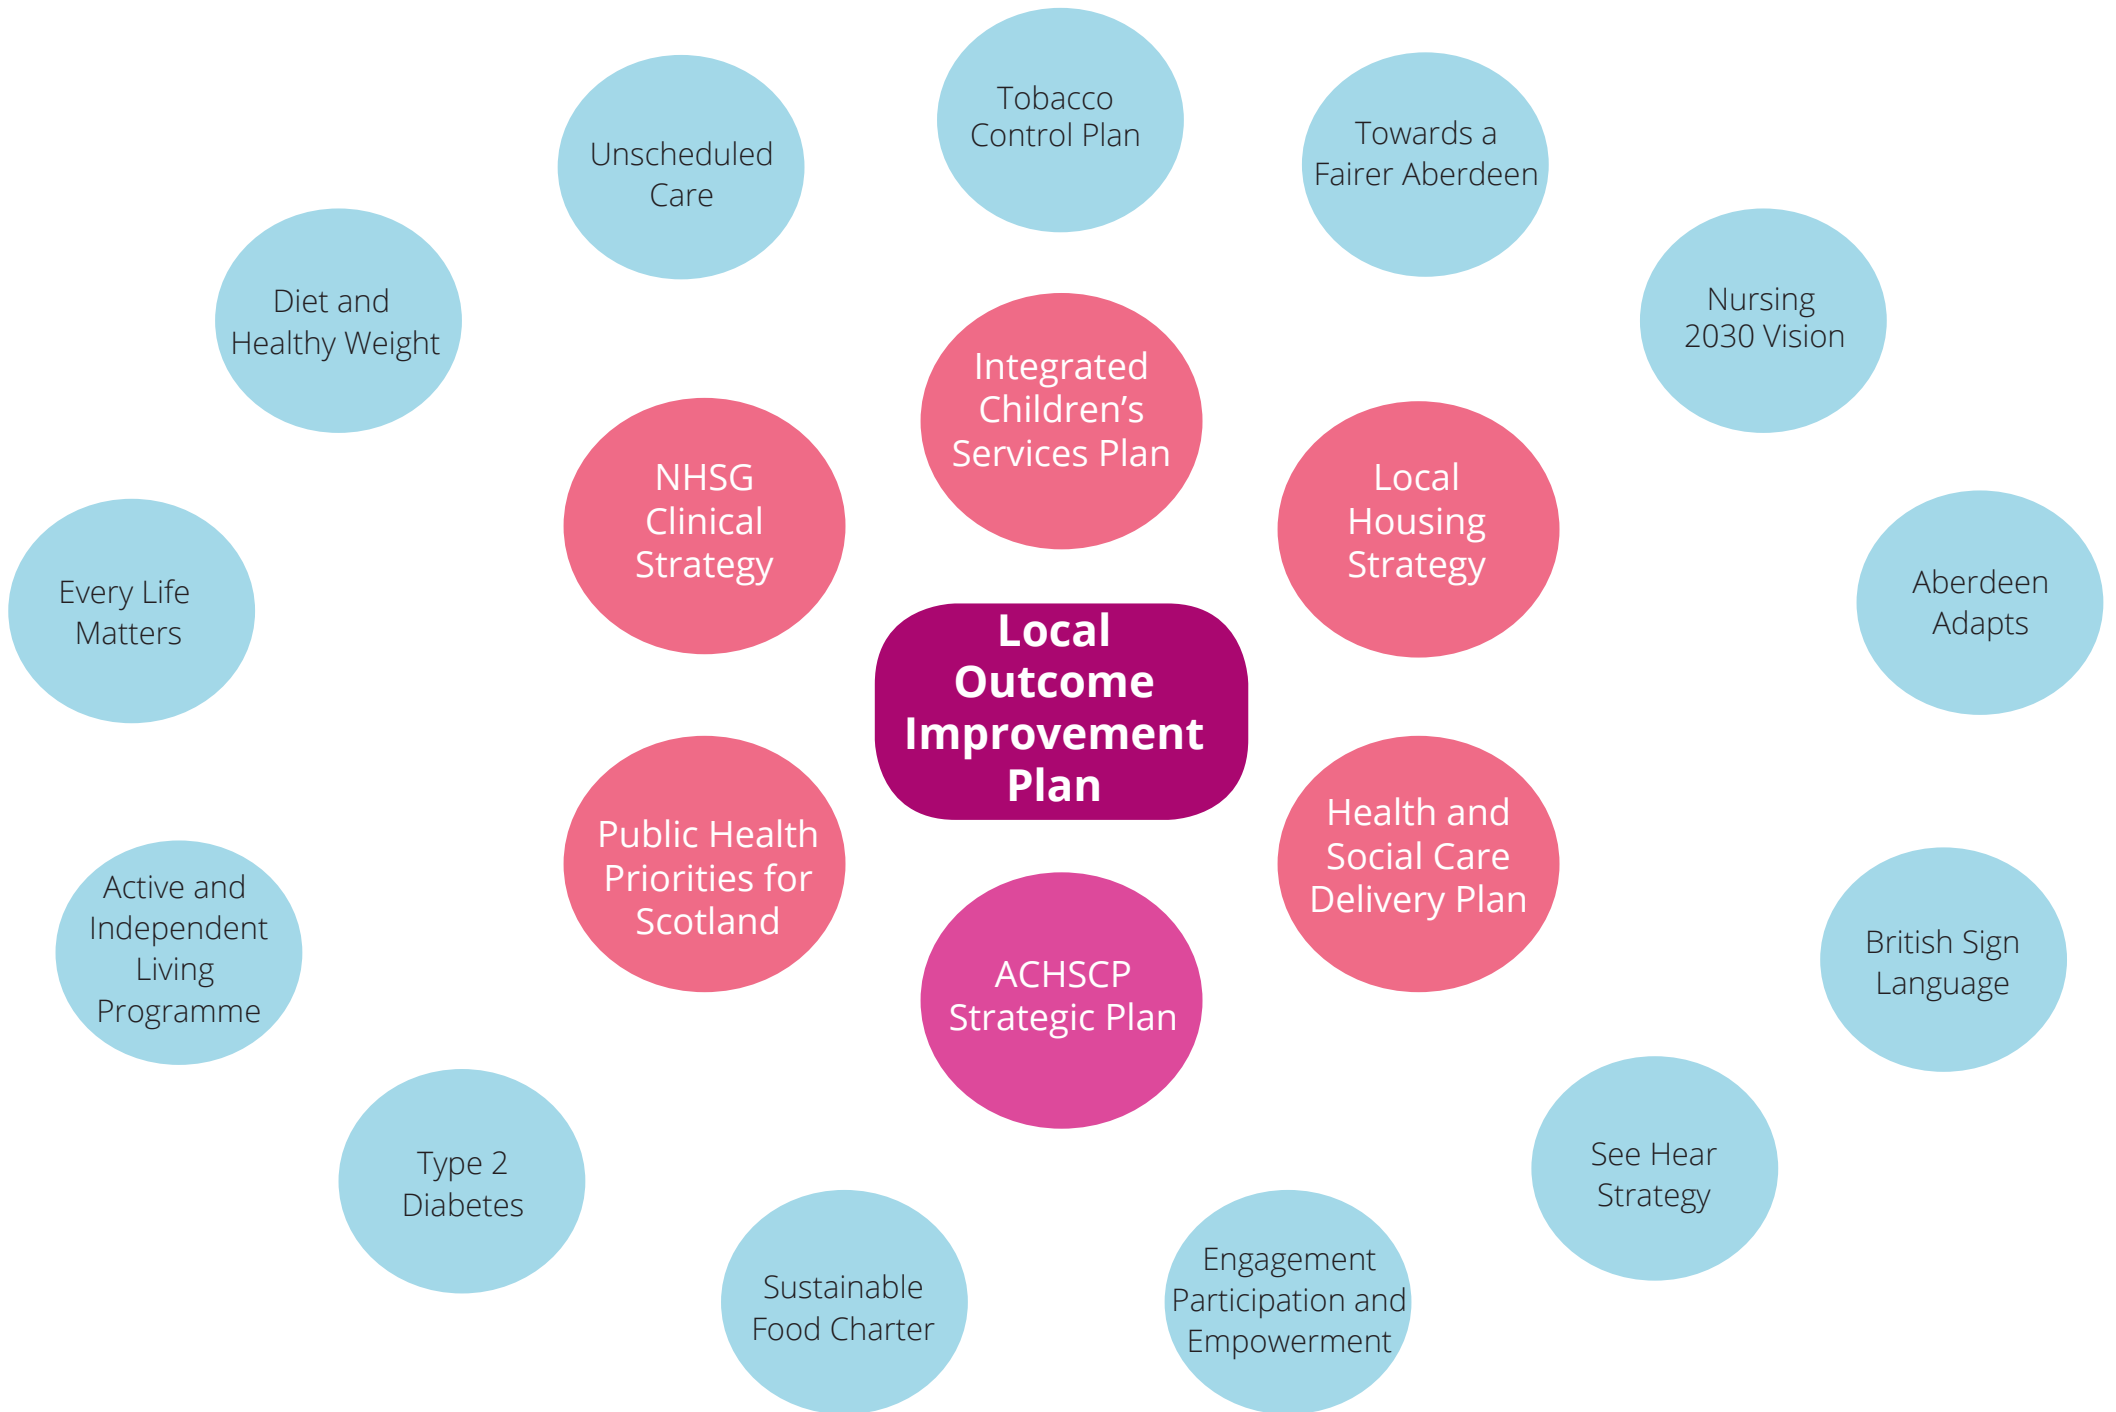 Tobacco
Control Plan
Unscheduled
Care
Towards a
Fairer Aberdeen
Diet and
Healthy Weight
Nursing
2030 Vision
Integrated
Children’s
Services Plan
NHSG
Clinical
Strategy
Local
Housing
Strategy
Every Life
Matters
Aberdeen
Adapts
Local
Outcome
Improvement
Plan
Public Health
Priorities for
Scotland
Health and
Social Care
Delivery Plan
Active and
Independent
Living
Programme
ACHSCP
Strategic Plan
British Sign
Language
Type 2
Diabetes
See Hear
Strategy
Sustainable
Food Charter
Engagement
Participation and
Empowerment